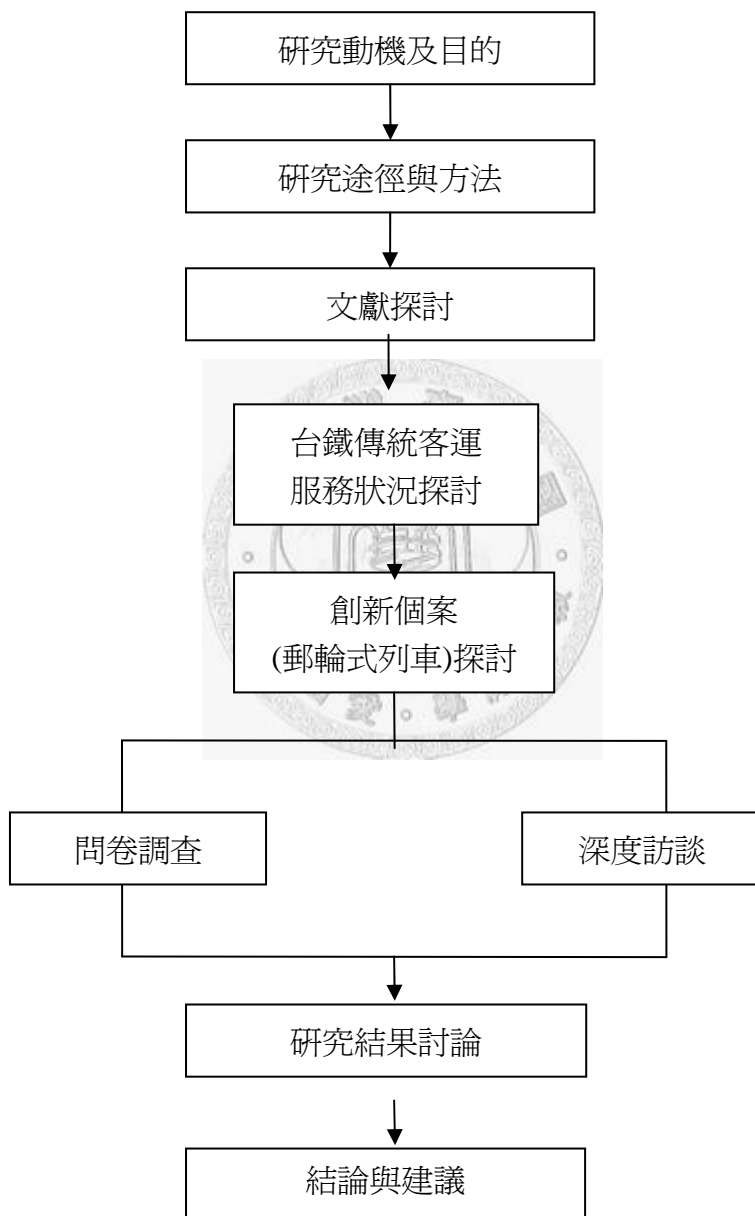 研究動機及目的
研究途徑與方法
文獻探討
台鐵傳統客運
服務狀況探討
創新個案
(郵輪式列車)探討
問卷調查
深度訪談
研究結果討論
結論與建議